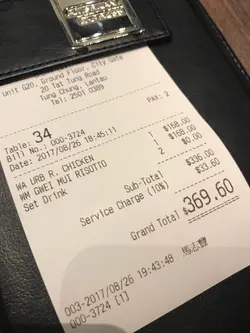 Unit G20, Ground Floor, City Gate
20 Tat Tung Road
Tung Chung, Lantau
Tel: 2501 0389
Table: 34
PAX: 2
Bill No.: 000-3724
Date: 2017/08/26 18:45:11
WA URB R. CHICKEN 1 $168.00
WM GWEI MUI RISOTTO 1 $168.00
Set Drink 2 $0.00
Sub-Total $336.00
Service Charge (10%) $33.60
Grand Total $369.60
003-2017/08/26 19:43:48 馬志豐
000-3724 [1]